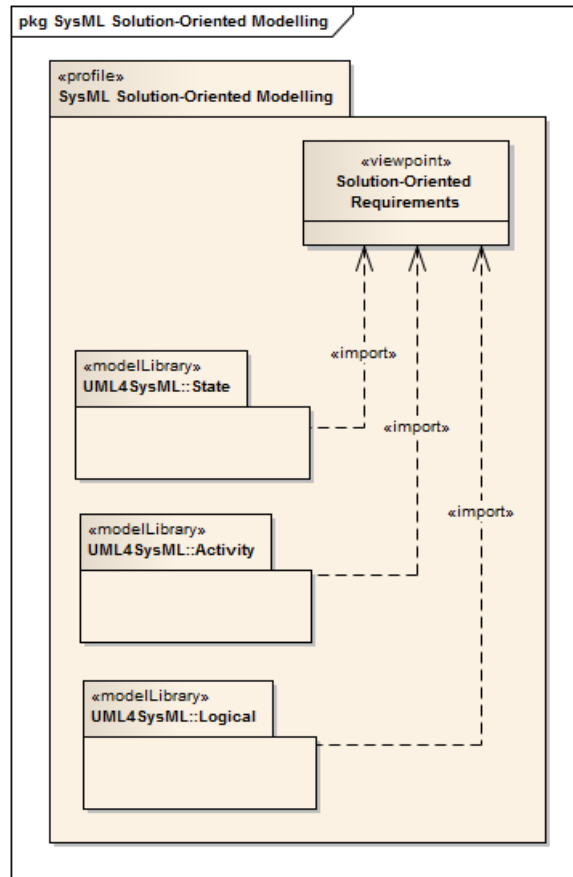 pkg SysML Solution-Oriented Modelling
«profile»
SysML Solution-Oriented Modelling
«viewpoint»
Solution-Oriented
Requirements
«modelLibrary»
UML4SysML::State
«import»
«import»
«modelLibrary»
UML4SysML::Activity
«import»
«modelLibrary»
UML4SysML::Logical